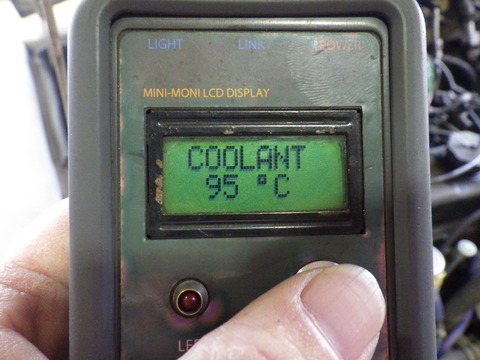 LIGHT LINK POWER
MINI-MONI LCD DISPLAY
COOLANT
95 °C